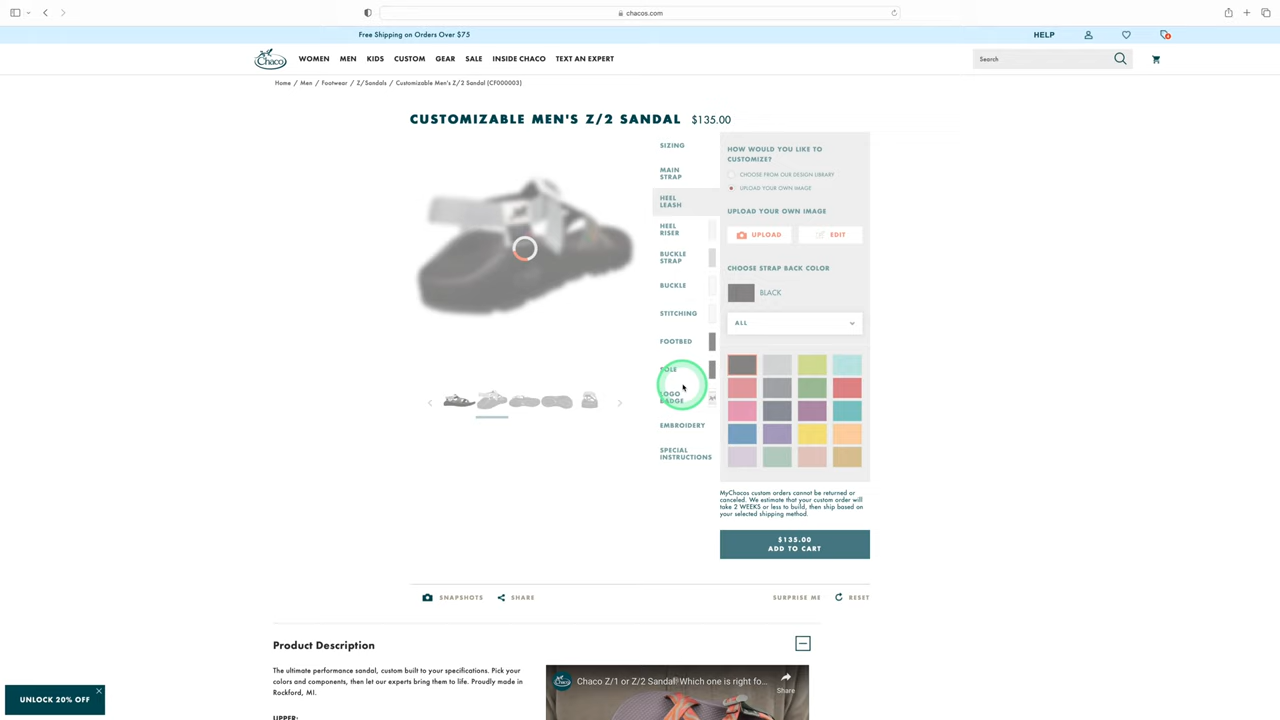 chacos.com
Free Shipping on Orders Over $75
HELP
Chaco
WOMEN MEN KIDS CUSTOM GEAR SALE INSIDE CHACO TEXT AN EXPERT
Search
Home / Men / Footwear / Z/Sandals / Customizable Men's Z/2 Sandal (CF000003)
CUSTOMIZABLE MEN'S Z/2 SANDAL $135.00
SIZING
MAIN
STRAP
HEEL
LEASH
HEEL
RISER
BUCKLE
STRAP
BUCKLE
STITCHING
FOOTBED
SOLE
LOGO
BADGE
EMBROIDERY
SPECIAL
INSTRUCTIONS
HOW WOULD YOU LIKE TO
CUSTOMIZE?
CHOOSE FROM OUR DESIGN LIBRARY
UPLOAD YOUR OWN IMAGE
UPLOAD YOUR OWN IMAGE
UPLOAD EDIT
CHOOSE STRAP BACK COLOR
BLACK
ALL
MyChacos custom orders cannot be returned or
canceled. We estimate that your custom order will
take 2 WEEKS or less to build, then ship based on
your selected shipping method.
$135.00
ADD TO CART
SNAPSHOTS SHARE SURPRISE ME RESET
Product Description
The ultimate performance sandal, custom built to your specifications. Pick your
colors and components, then let our experts bring them to life. Proudly made in
Rockford, MI.
UPPER:
Chaco Z/1 or Z/2 Sandal? Which one is right fo...
Share
UNLOCK 20% OFF